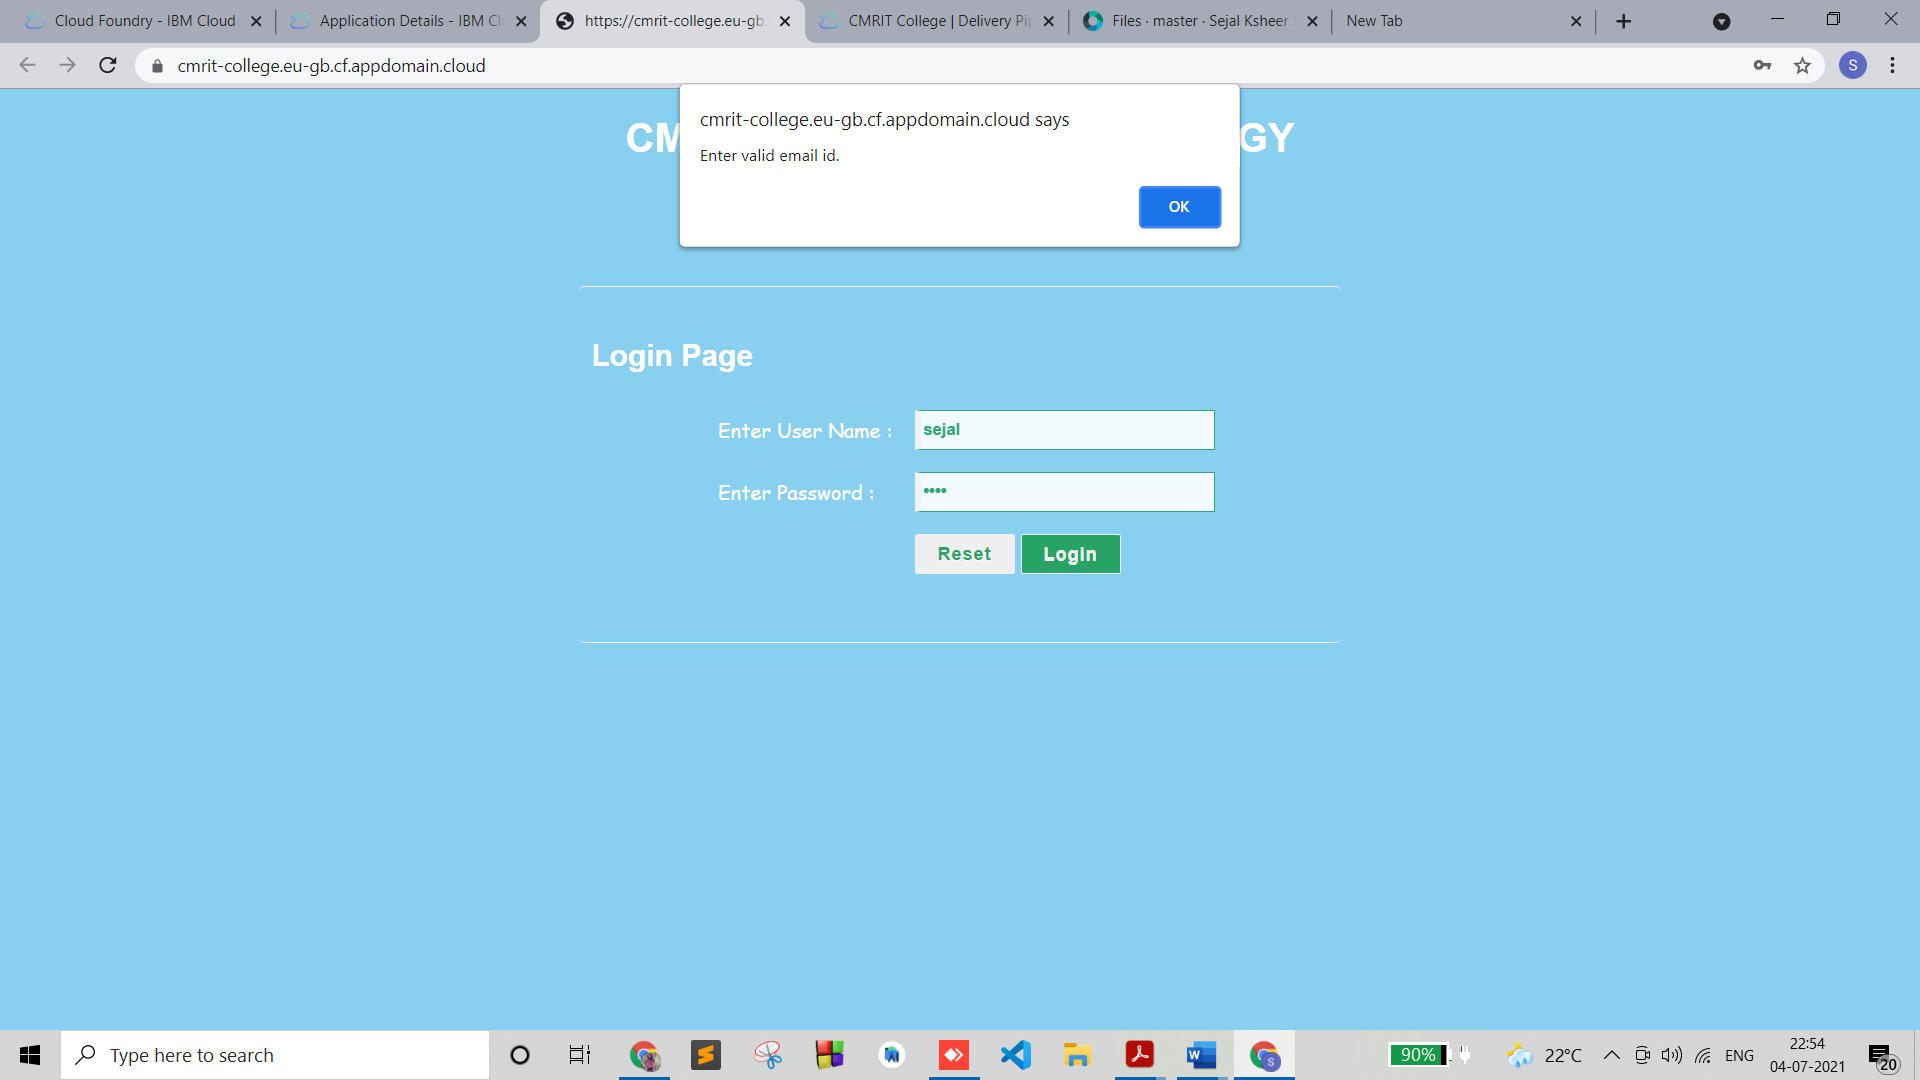 Cloud Foundry - IBM Cloud
Application Details - IBM Cl
https://cmrit-college.eu-gb.
CMRIT College | Delivery Pi
Files · master · Sejal Ksheer
New Tab
cmrit-college.eu-gb.cf.appdomain.cloud
S
cmrit-college.eu-gb.cf.appdomain.cloud says
Enter valid email id.
OK
CM GY
Login Page
Enter User Name :
sejal
Enter Password :
••••
Reset
LogIn
Type here to search
90%
22°C
ENG
22:54
04-07-2021
20